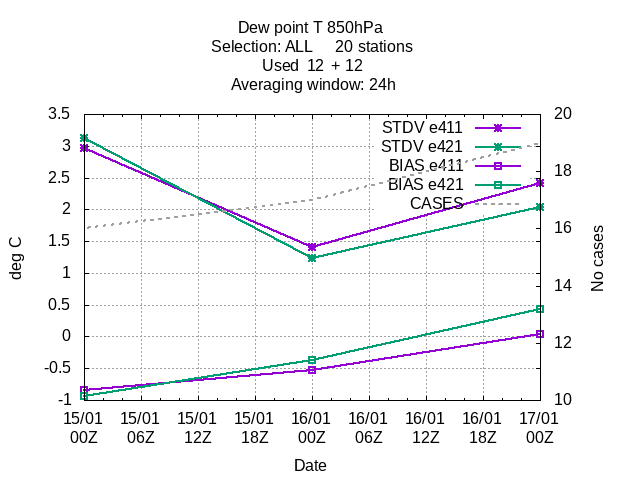 Dew point T 850hPa
Selection: ALL 20 stations
Used 12 + 12
Averaging window: 24h
3.5
3
2.5
2
1.5
1
0.5
0
-0.5
-1
deg C
20
18
16
14
12
10
No cases
STDV e411
STDV e421
BIAS e411
BIAS e421
CASES
15/01 15/01 15/01 15/01 16/01 16/01 16/01 16/01 17/01
00Z 06Z 12Z 18Z 00Z 06Z 12Z 18Z 00Z
Date